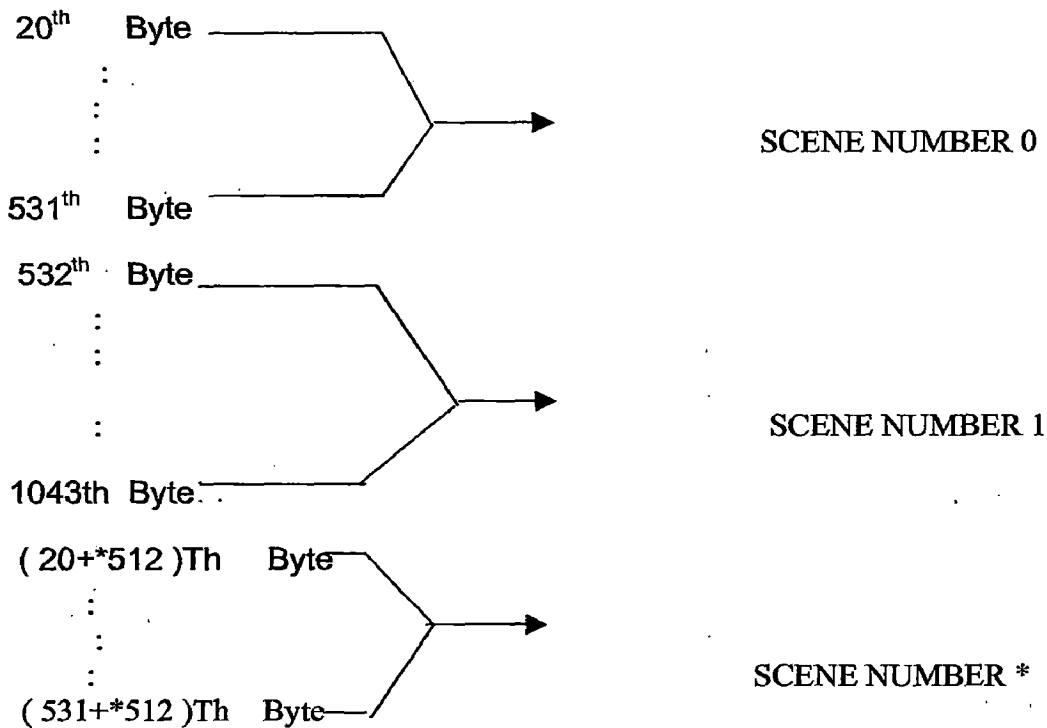 20th Byte
:
:
:
SCENE NUMBER 0
531th Byte
532th Byte
:
:
:
SCENE NUMBER 1
1043th Byte
( 20+*512 )Th Byte
:
:
:
SCENE NUMBER *
( 531+*512 )Th Byte